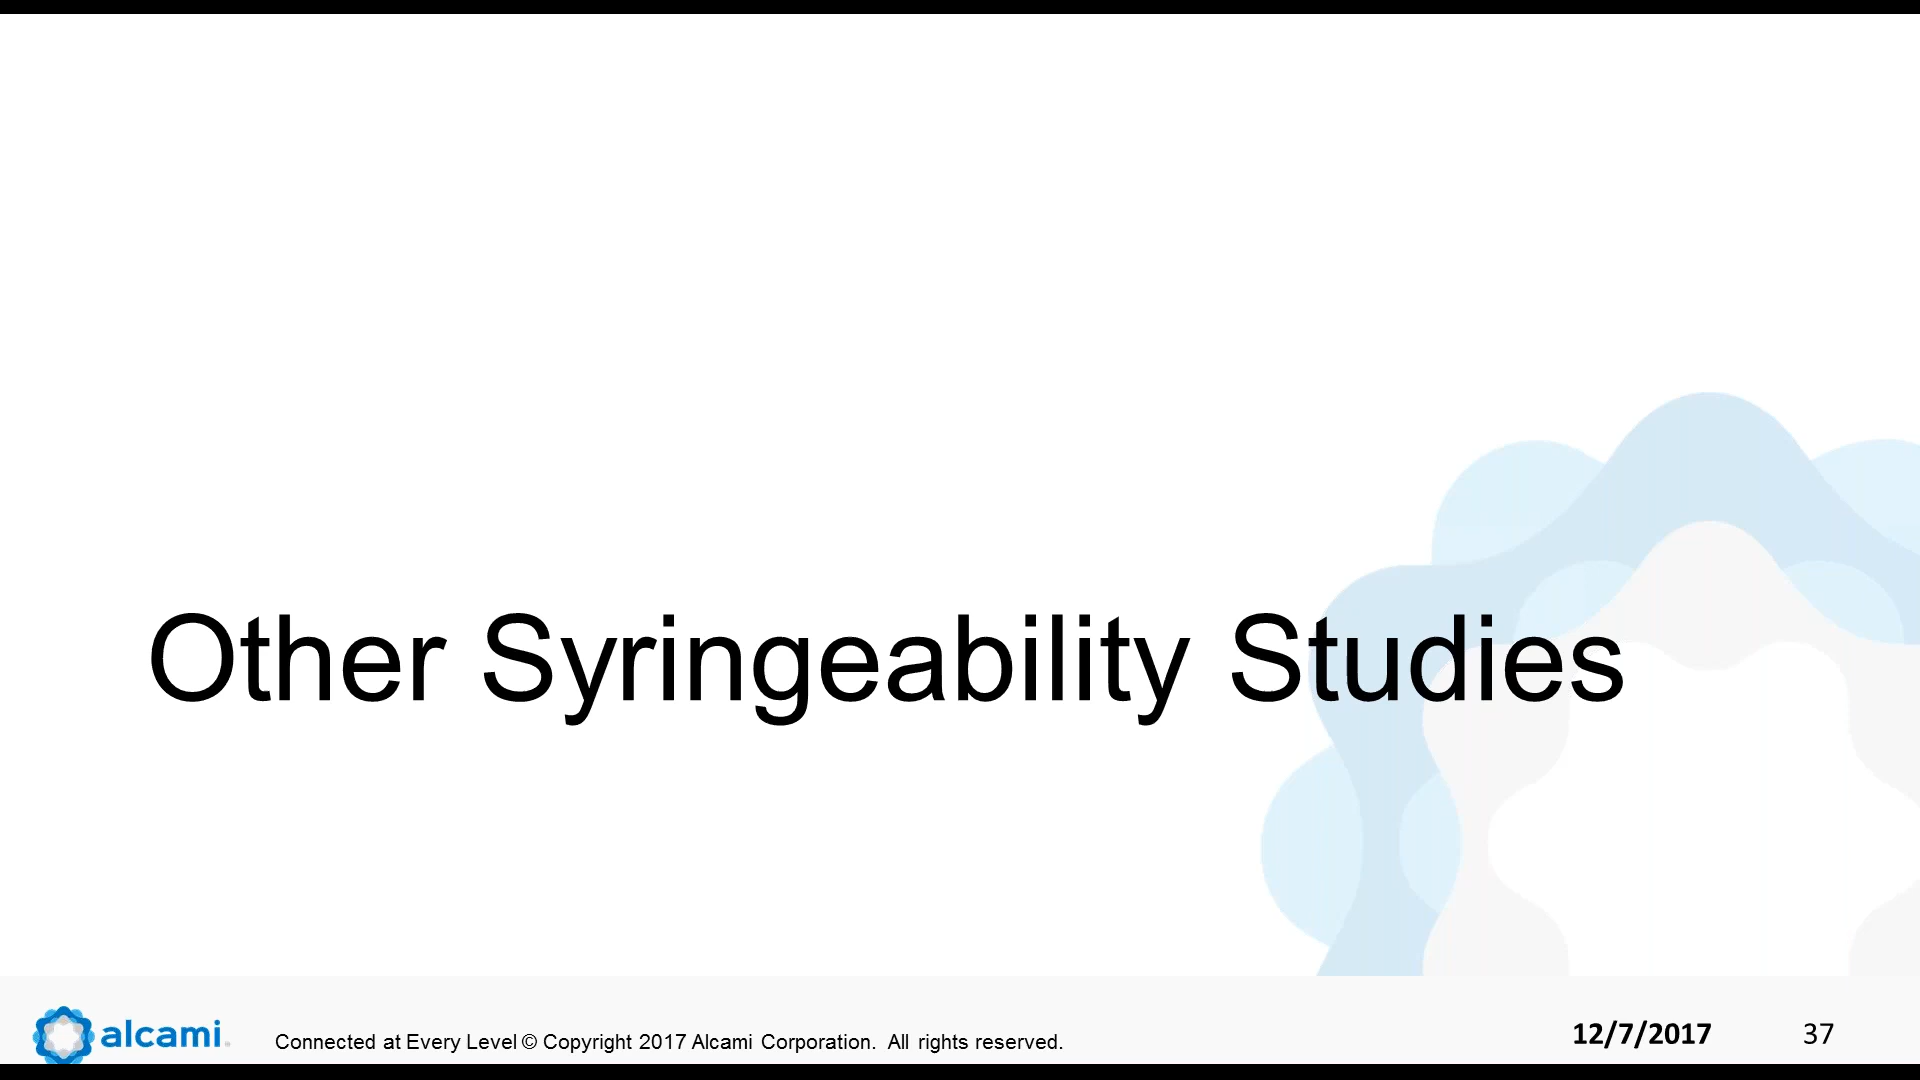 Other Syringeability Studies
alcami
Connected at Every Level © Copyright 2017 Alcami Corporation. All rights reserved.
12/7/2017
37